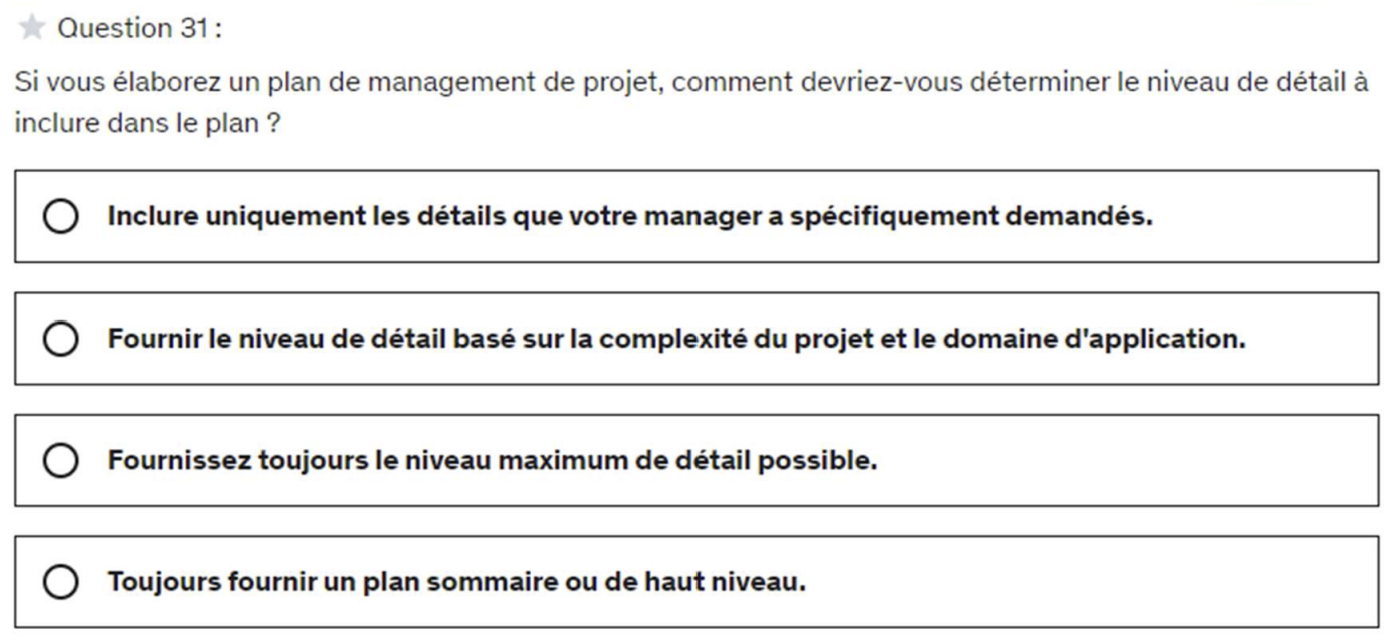 Question 31 :
Si vous élaborez un plan de management de projet, comment devriez-vous déterminer le niveau de détail à
inclure dans le plan ?
Inclure uniquement les détails que votre manager a spécifiquement demandés.
Fournir le niveau de détail basé sur la complexité du projet et le domaine d'application.
Fournissez toujours le niveau maximum de détail possible.
Toujours fournir un plan sommaire ou de haut niveau.